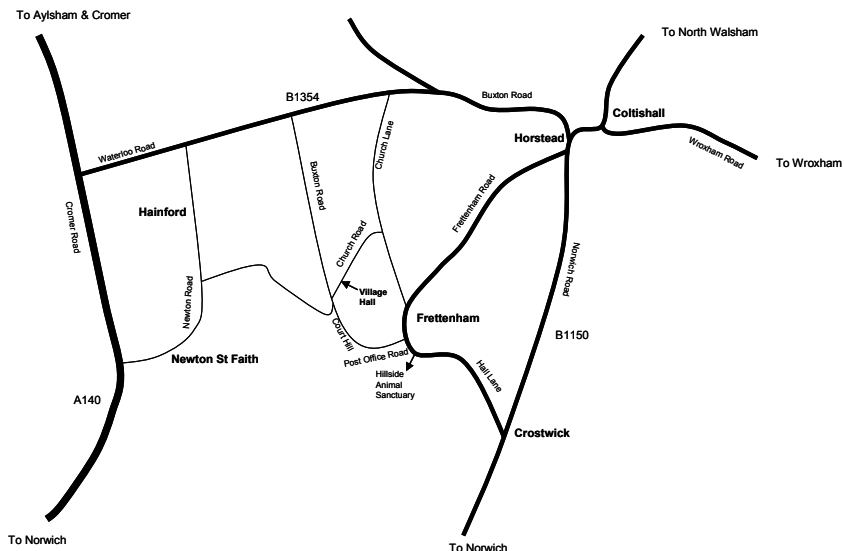 To Aylsham & Cromer
To North Walsham
B1354
Buxton Road
Coltishall
Horstead
Waterloo Road
Church Lane
Wroxham Road
To Wroxham
Buxton Road
Frettenham Road
Hainford
Cromer Road
Church Road
Norwich Road
Newton Road
Village
Hall
Frettenham
Court Hill
B1150
Newton St Faith
Post Office Road
Hall Lane
Hillside
Animal
Sanctuary
A140
Crostwick
To Norwich
To Norwich